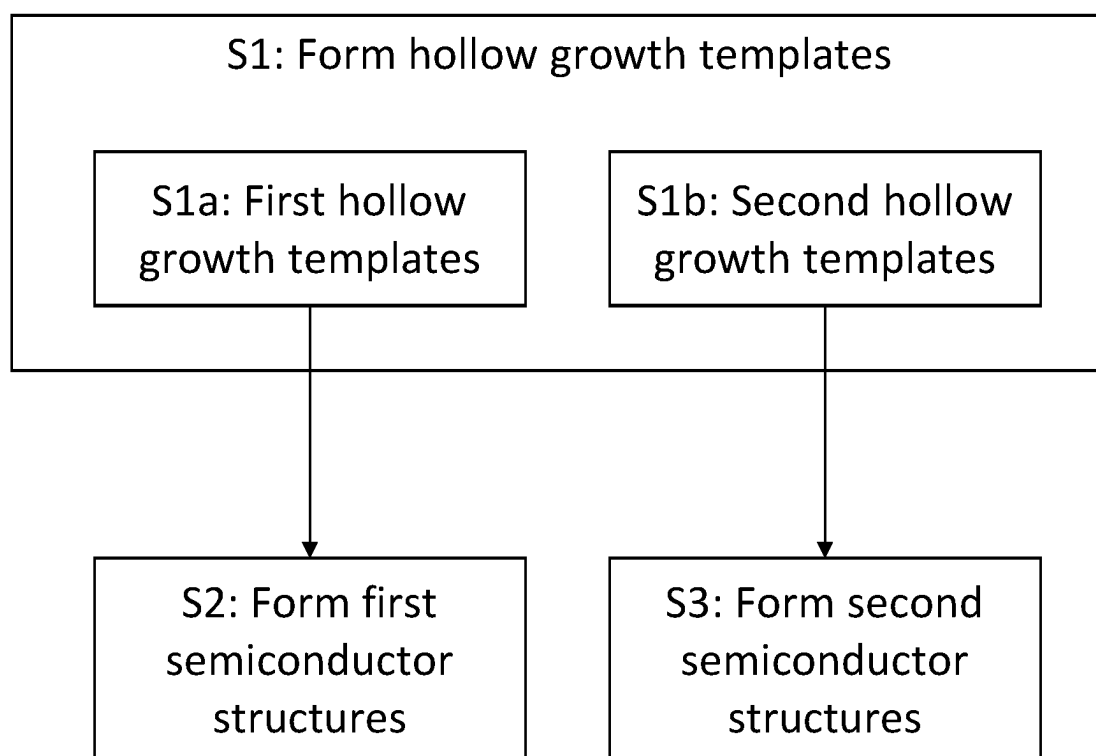 S1: Form hollow growth templates
S1a: First hollow
growth templates
S1b: Second hollow
growth templates
S2: Form first
semiconductor
structures
S3: Form second
semiconductor
structures